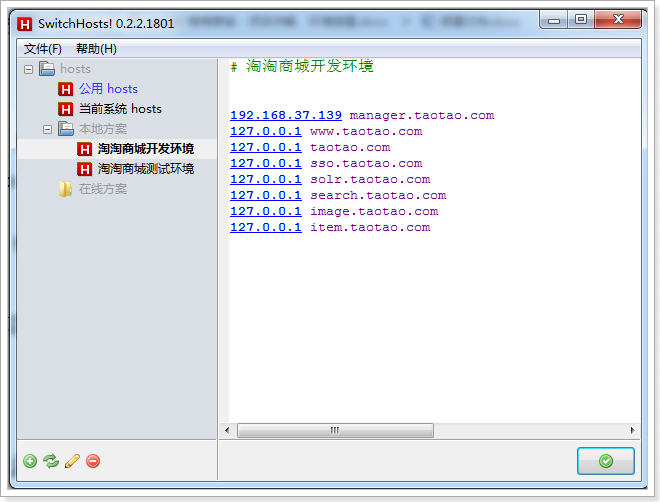 SwitchHosts! 0.2.2.1801
文件(F) 帮助(H)
hosts
公用 hosts
当前系统 hosts
本地方案
淘淘商城开发环境
淘淘商城测试环境
在线方案
# 淘淘商城开发环境
192.168.37.139 manager.taotao.com
127.0.0.1 www.taotao.com
127.0.0.1 taotao.com
127.0.0.1 sso.taotao.com
127.0.0.1 solr.taotao.com
127.0.0.1 search.taotao.com
127.0.0.1 image.taotao.com
127.0.0.1 item.taotao.com